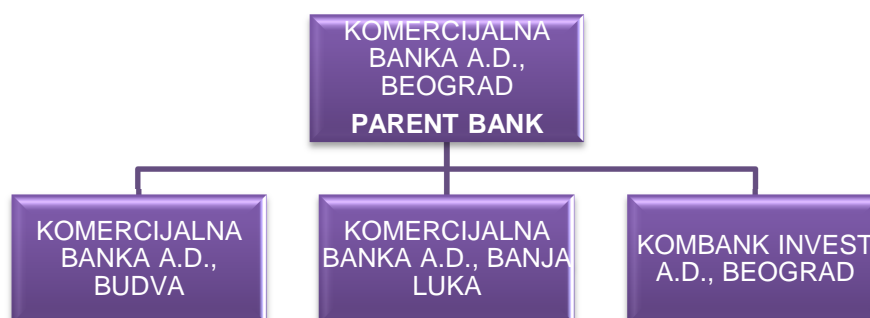 KOMERCIJALNA
BANKA A.D.,
BEOGRAD
PARENT BANK
KOMERCIJALNA
BANKA A.D.,
BUDVA
KOMERCIJALNA
BANKA A.D., BANJA
LUKA
KOMBANK INVEST
A.D., BEOGRAD